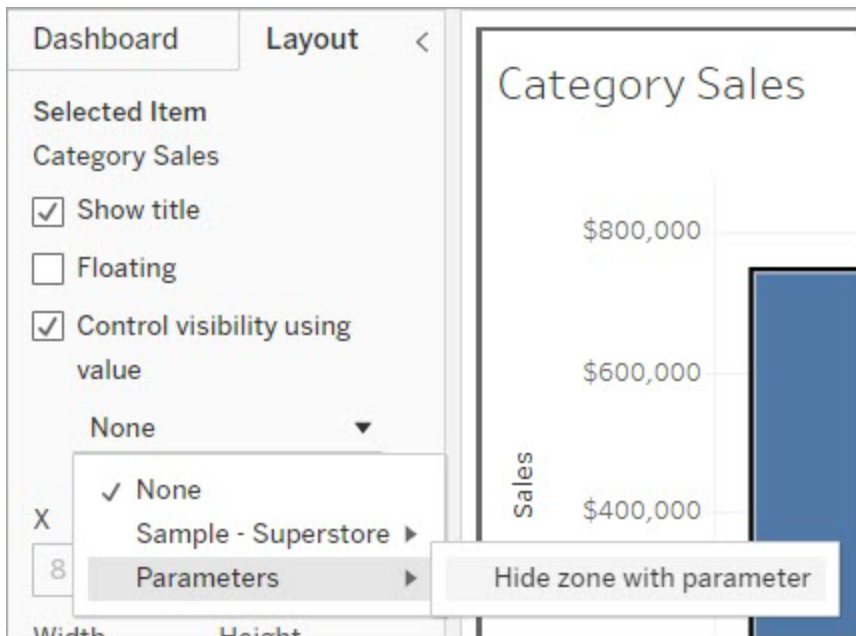 Dashboard
Layout
<
Selected Item
Category Sales
Show title
Floating
Control visibility using
value
None
None
Sample - Superstore
Parameters
Hide zone with parameter
X
8
Width
Height
Category Sales
$800,000
$600,000
$400,000
Sales